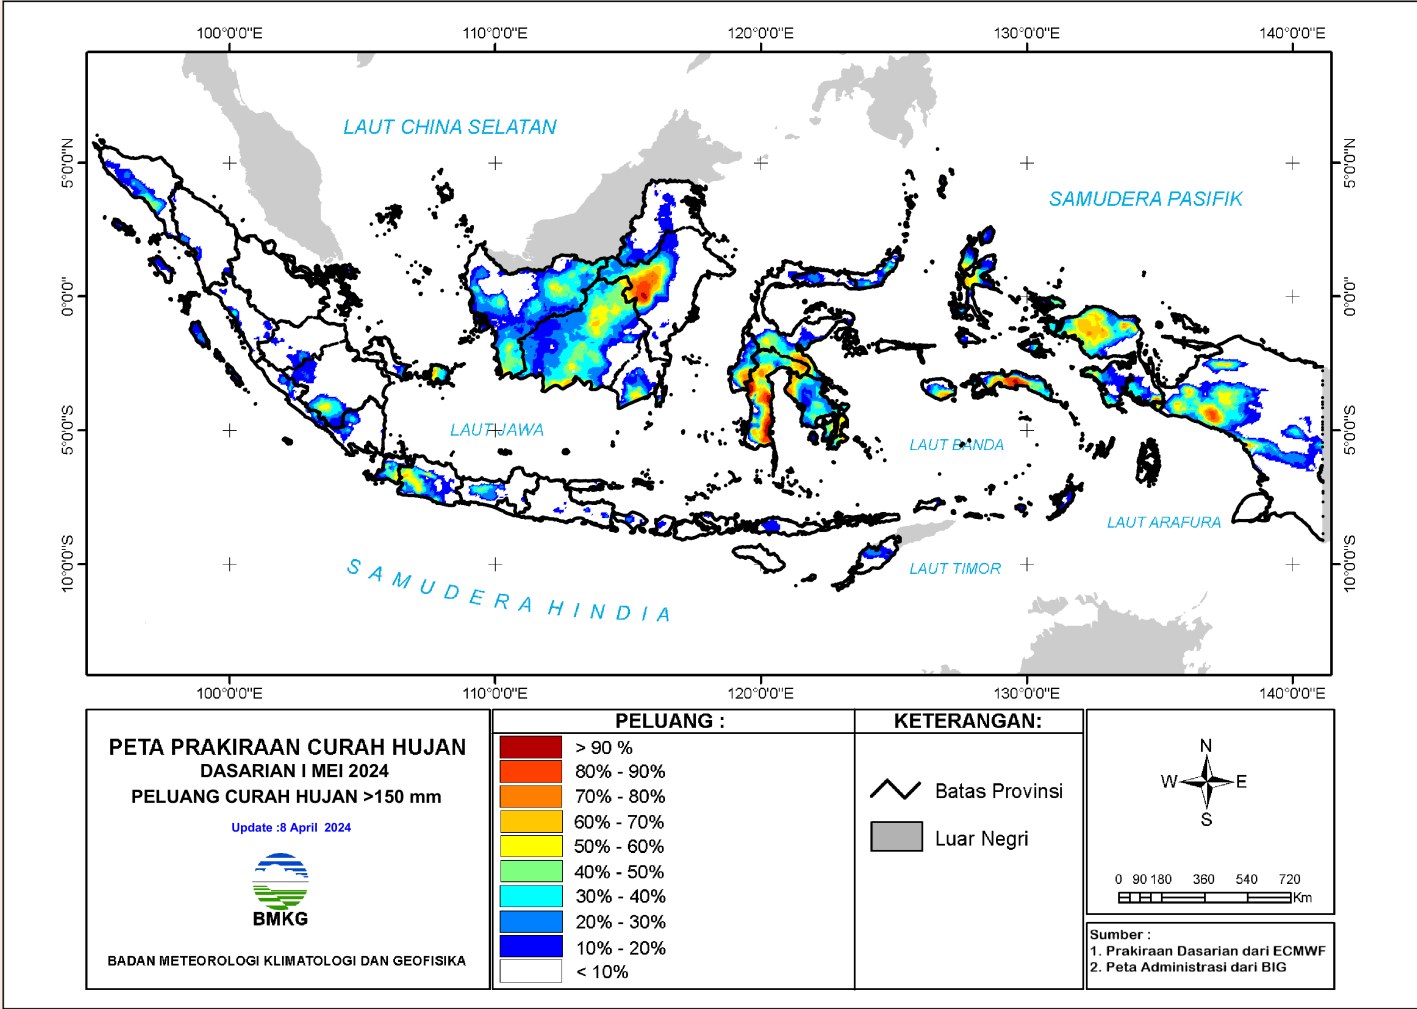 100°0'0"E 110°0'0"E 120°0'0"E 130°0'0"E 140°0'0"E
LAUT CHINA SELATAN
5°0'0"N 5°0'0"N
SAMUDERA PASIFIK
0°0'0" 0°0'0"
5°0'0"S 5°0'0"S
LAUT JAWA
LAUT BANDA
LAUT ARAFURA
10°0'0"S 10°0'0"S
SAMUDERA HINDIA
LAUT TIMOR
100°0'0"E 110°0'0"E 120°0'0"E 130°0'0"E 140°0'0"E
PETA PRAKIRAAN CURAH HUJAN
DASARIAN I MEI 2024
PELUANG CURAH HUJAN >150 mm
Update :8 April 2024
BMKG
BADAN METEOROLOGI KLIMATOLOGI DAN GEOFISIKA
PELUANG :
> 90 %
80% - 90%
70% - 80%
60% - 70%
50% - 60%
40% - 50%
30% - 40%
20% - 30%
10% - 20%
< 10%
KETERANGAN:
Batas Provinsi
Luar Negri
N
W E
S
0 90 180 360 540 720
Km
Sumber :
1. Prakiraan Dasarian dari ECMWF
2. Peta Administrasi dari BIG